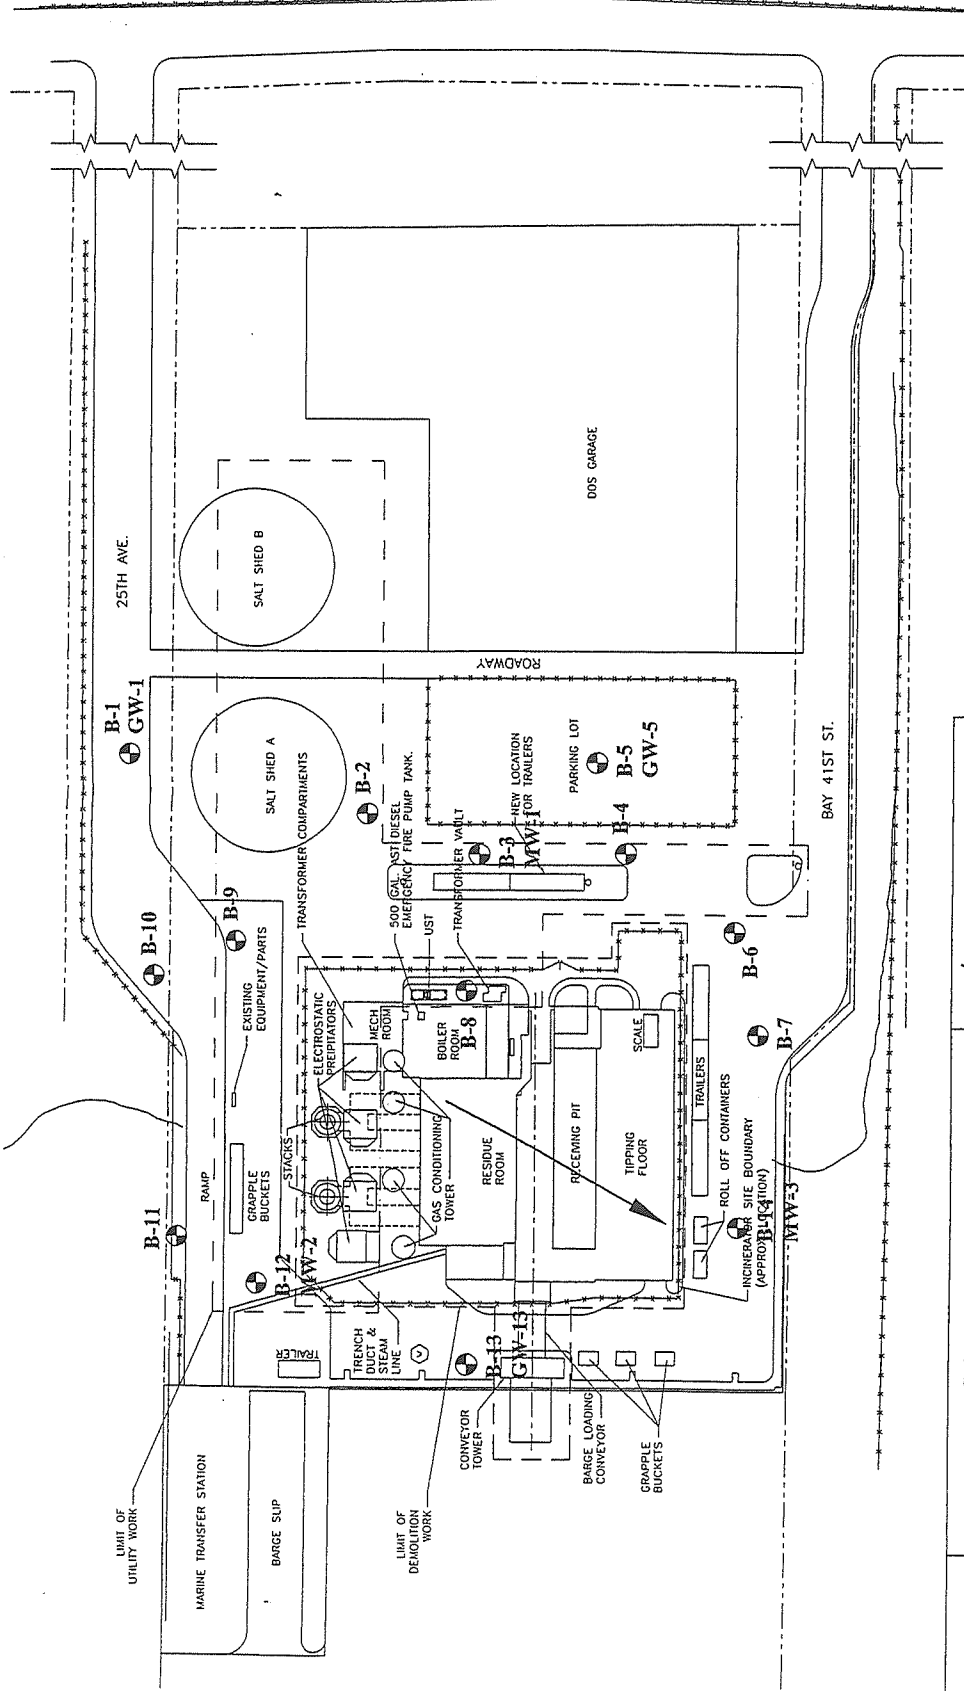 25TH AVE.
SALT SHED B
DOS GARAGE
ROADWAY
B-1
GW-1
SALT SHED A
B-2
TRANSFORMER COMPARTMENTS
500 GAL. AST DIESEL
EMERGENCY FIRE PUMP TANK.
UST
TRANSFORMER VAULT
B-3
MW-1
NEW LOCATION
FOR TRAILERS
B-4
PARKING LOT
B-5
GW-5
BAY 41ST ST.
B-10
B-9
EXISTING
EQUIPMENT/PARTS
ELECTROSTATIC
PREIPITATORS
MECH
ROOM
BOILER
ROOM
B-8
SCALE
B-6
B-7
TRAILERS
RAMP
GRAPPLE
BUCKETS
STACKS
GAS CONDITIONING
TOWER
RESIDUE
ROOM
RECEIVING PIT
TIPPING
FLOOR
ROLL OFF CONTAINERS
INCINERATOR SITE BOUNDARY
(APPROX. LOCATION)
B-14
MW-3
B-11
B-12
MW-2
TRAILER
TRENCH
DUCT &
STEAM
LINE
V
B-13
GW-13
CONVEYOR
TOWER
BARGE LOADING
CONVEYOR
GRAPPLE
BUCKETS
LIMIT OF
DEMOLITION
WORK
LIMIT OF
UTILITY WORK
MARINE TRANSFER STATION
BARGE SLIP